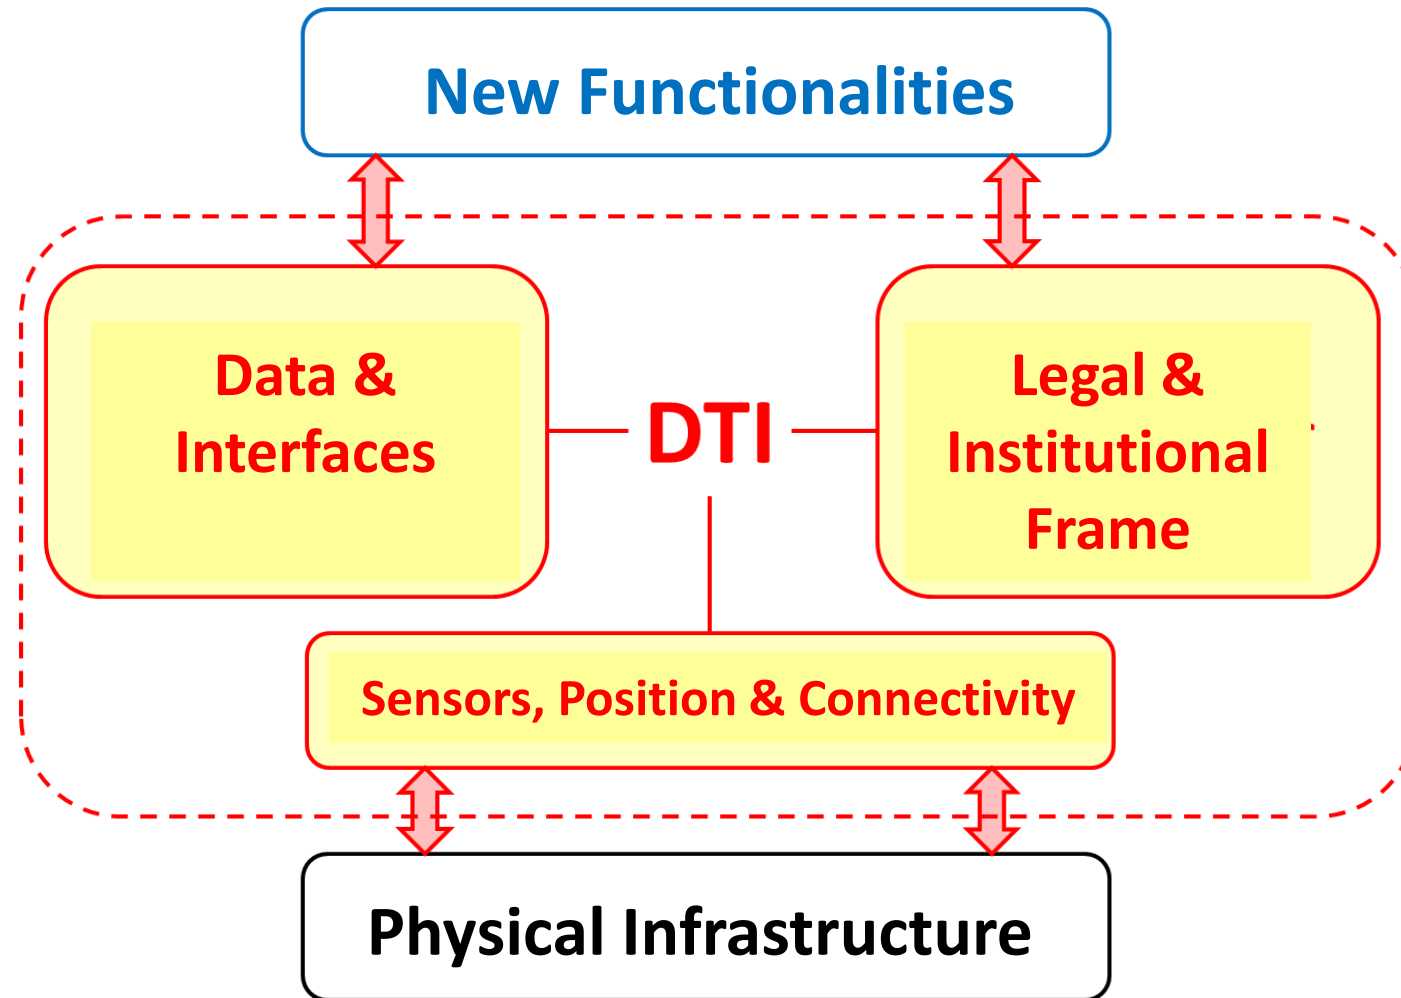 New Functionalities
Data &
Interfaces
DTI
Legal &
Institutional
Frame
Sensors, Position & Connectivity
Physical Infrastructure